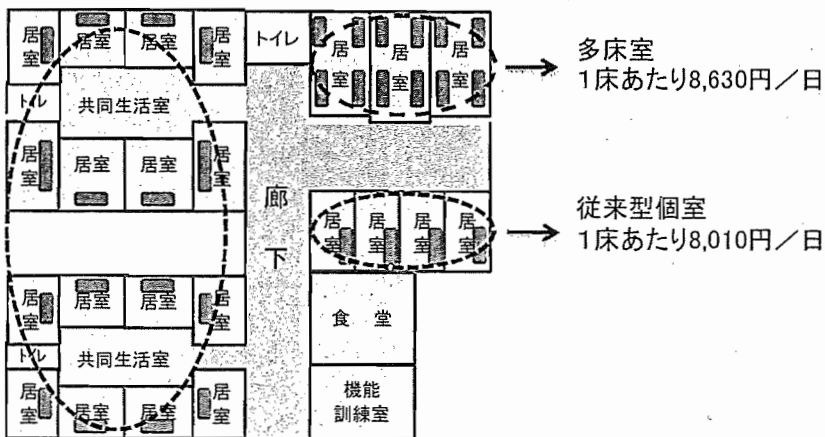 居室
居室
居室
居室
トイレ
居室
居室
居室
多床室
1床あたり8,630円／日
トイレ
共同生活室
居室
居室
居室
居室
廊下
居室
居室
居室
居室
従来型個室
1床あたり8,010円／日
居室
居室
居室
居室
食堂
トイレ
共同生活室
居室
居室
居室
居室
機能
訓練室